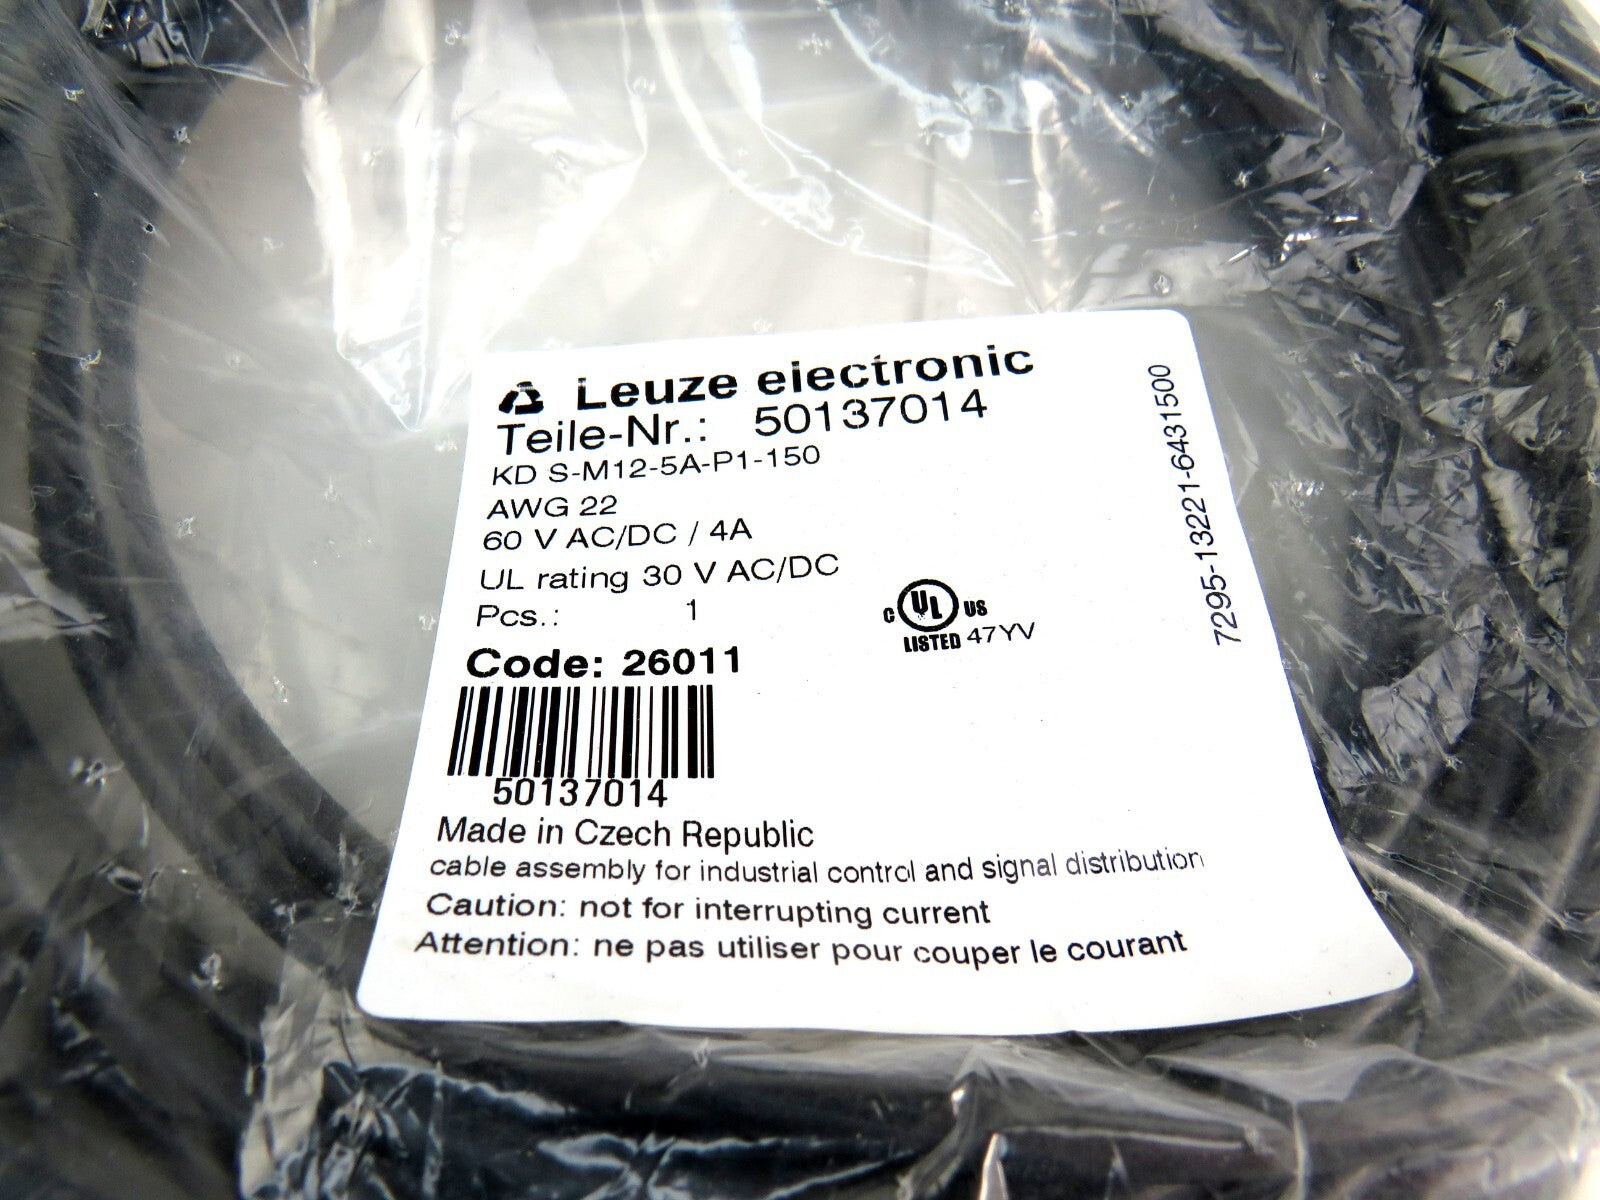 Leuze electronic
Teile-Nr.: 50137014
KD S-M12-5A-P1-150
AWG 22
60 V AC/DC / 4A
UL rating 30 V AC/DC
Pcs.: 1
C UL US
LISTED 47YV
Code: 26011
50137014
Made in Czech Republic
cable assembly for industrial control and signal distribution
Caution: not for interrupting current
Attention: ne pas utiliser pour couper le courant
7295-13221-6431500